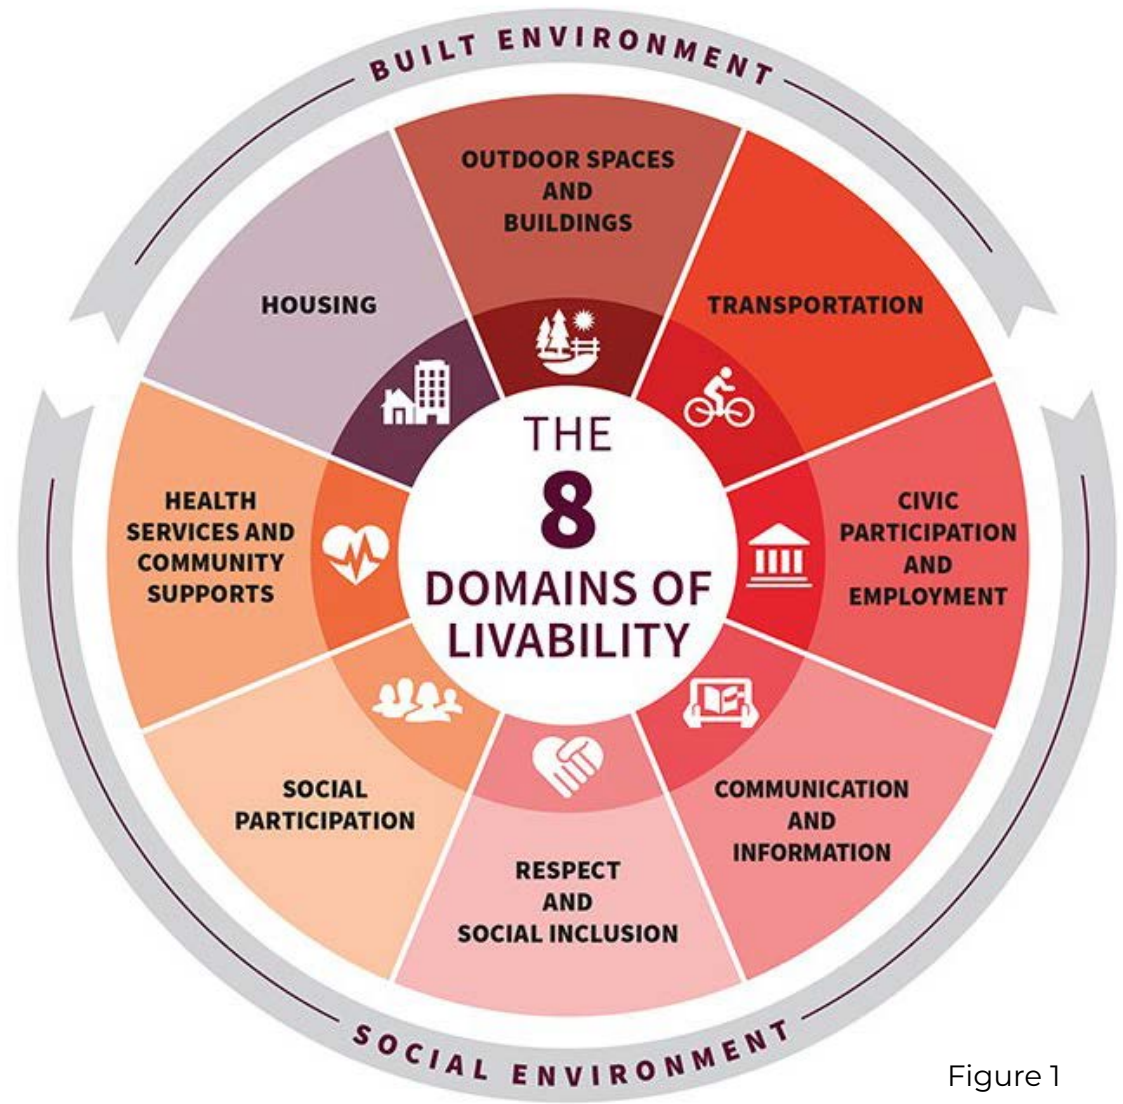 BUILT ENVIRONMENT
OUTDOOR SPACES
AND
BUILDINGS
HOUSING
TRANSPORTATION
THE
8
DOMAINS OF
LIVABILITY
HEALTH
SERVICES AND
COMMUNITY
SUPPORTS
CIVIC
PARTICIPATION
AND
EMPLOYMENT
SOCIAL
PARTICIPATION
COMMUNICATION
AND
INFORMATION
RESPECT
AND
SOCIAL INCLUSION
SOCIAL ENVIRONMENT
Figure 1